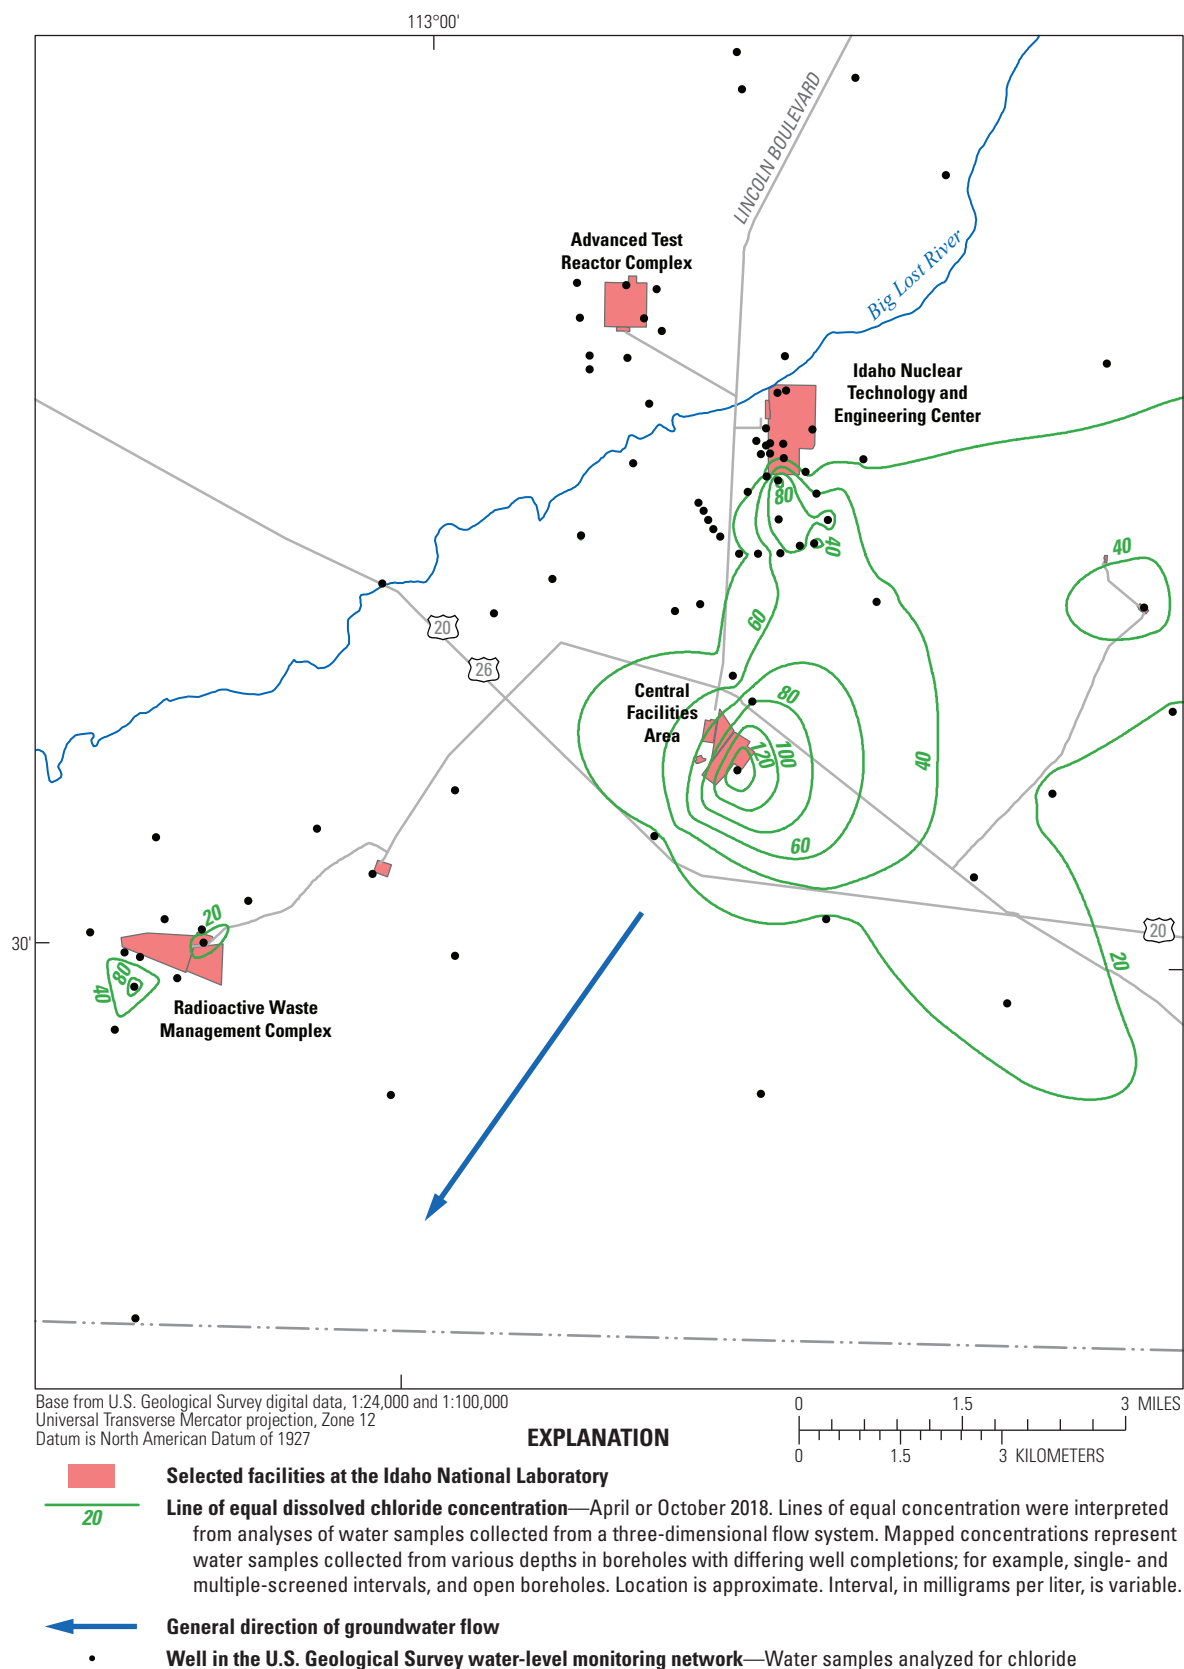 113°00'
LINCOLN BOULEVARD
Advanced Test
Reactor Complex
Big Lost River
Idaho Nuclear
Technology and
Engineering Center
80
40
40
60
20
26
Central
Facilities
Area
80
100
120
40
60
20
20
20
30'
80
40
Radioactive Waste
Management Complex
Base from U.S. Geological Survey digital data, 1:24,000 and 1:100,000
Universal Transverse Mercator projection, Zone 12
Datum is North American Datum of 1927
0 1.5 3 MILES
0 1.5 3 KILOMETERS
EXPLANATION
Selected facilities at the Idaho National Laboratory
20
Line of equal dissolved chloride concentration—April or October 2018. Lines of equal concentration were interpreted
from analyses of water samples collected from a three-dimensional flow system. Mapped concentrations represent
water samples collected from various depths in boreholes with differing well completions; for example, single- and
multiple-screened intervals, and open boreholes. Location is approximate. Interval, in milligrams per liter, is variable.
General direction of groundwater flow
Well in the U.S. Geological Survey water-level monitoring network—Water samples analyzed for chloride